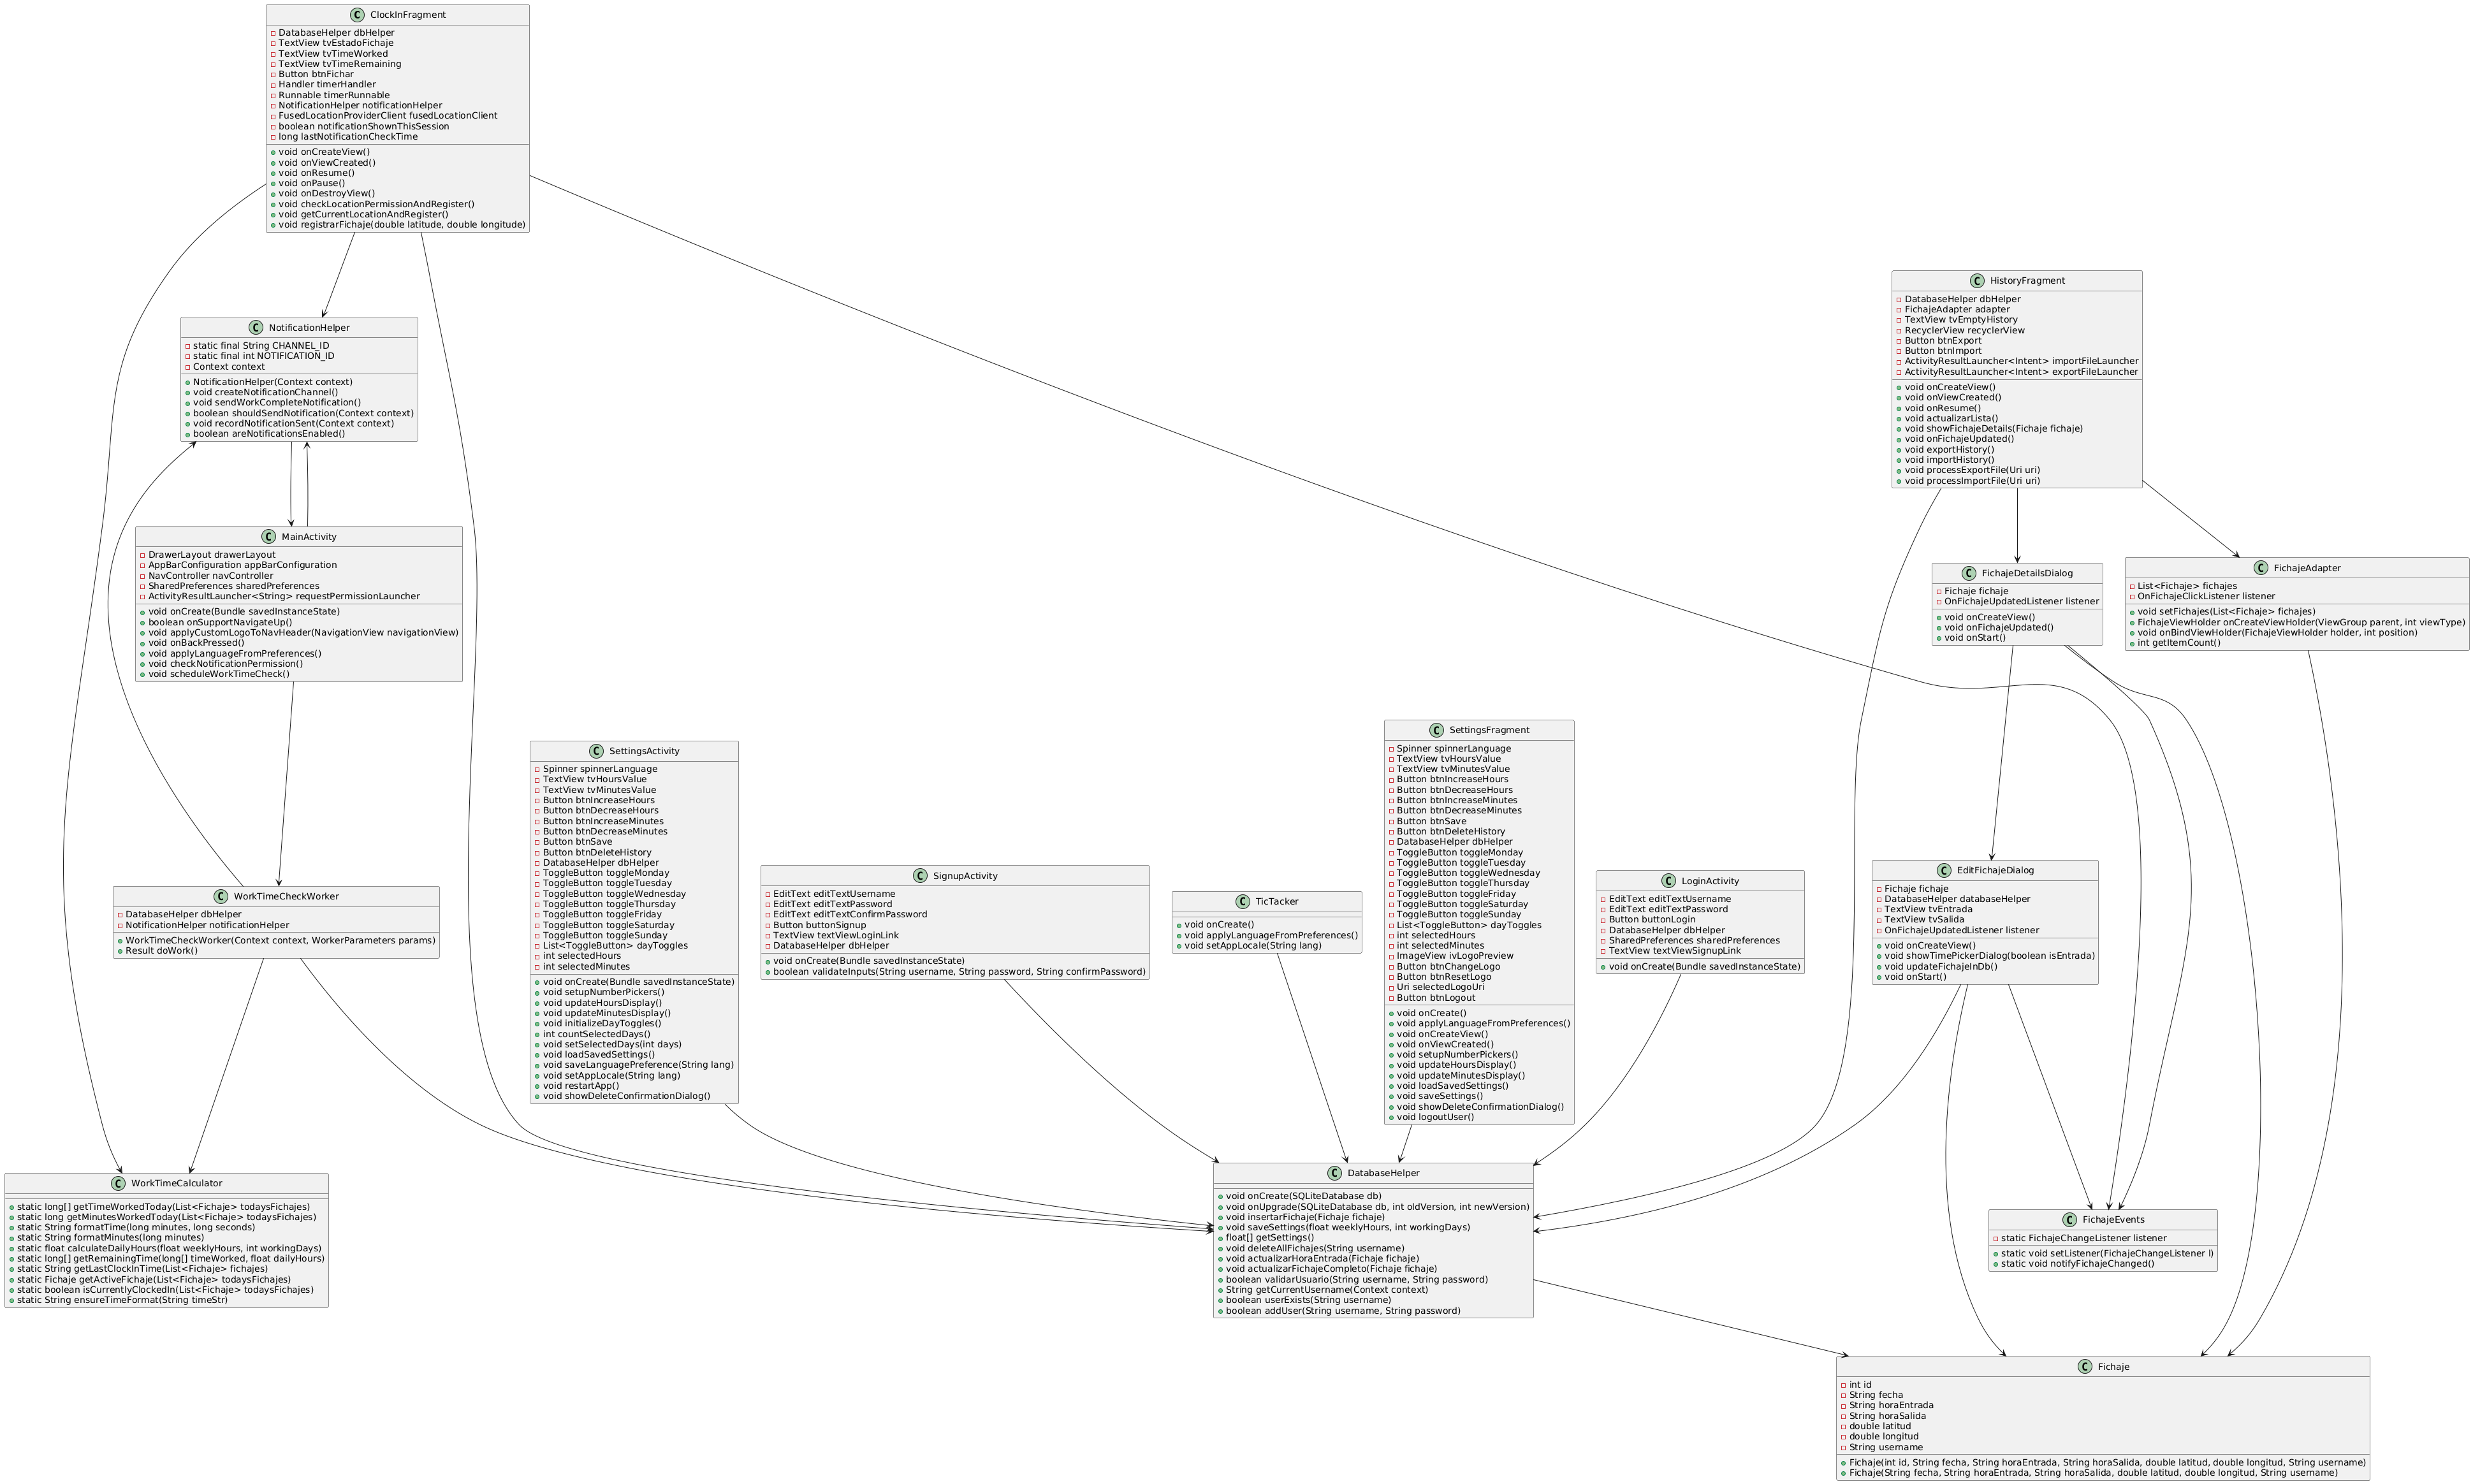 ClockInFragment
DatabaseHelper dbHelper
TextView tvEstadoFichaje
TextView tvTimeWorked
TextView tvTimeRemaining
Button btnFichar
Handler timerHandler
Runnable timerRunnable
NotificationHelper notificationHelper
FusedLocationProviderClient fusedLocationClient
boolean notificationShownThisSession
long lastNotificationCheckTime
void onCreateView()
void onViewCreated()
void onResume()
void onPause()
void onDestroyView()
void checkLocationPermissionAndRegister()
void getCurrentLocationAndRegister()
void registrarFichaje(double latitude, double longitude)
HistoryFragment
DatabaseHelper dbHelper
FichajeAdapter adapter
TextView tvEmptyHistory
RecyclerView recyclerView
Button btnExport
Button btnImport
ActivityResultLauncher<Intent> importFileLauncher
ActivityResultLauncher<Intent> exportFileLauncher
void onCreateView()
void onViewCreated()
void onResume()
void actualizarLista()
void showFichajeDetails(Fichaje fichaje)
void onFichajeUpdated()
void exportHistory()
void importHistory()
void processExportFile(Uri uri)
void processImportFile(Uri uri)
NotificationHelper
static final String CHANNEL_ID
static final int NOTIFICATION_ID
Context context
NotificationHelper(Context context)
void createNotificationChannel()
void sendWorkCompleteNotification()
boolean shouldSendNotification(Context context)
void recordNotificationSent(Context context)
boolean areNotificationsEnabled()
MainActivity
DrawerLayout drawerLayout
AppBarConfiguration appBarConfiguration
NavController navController
SharedPreferences sharedPreferences
ActivityResultLauncher<String> requestPermissionLauncher
void onCreate(Bundle savedInstanceState)
boolean onSupportNavigateUp()
void applyCustomLogoToNavHeader(NavigationView navigationView)
void onBackPressed()
void applyLanguageFromPreferences()
void checkNotificationPermission()
void scheduleWorkTimeCheck()
FichajeDetailsDialog
Fichaje fichaje
OnFichajeUpdatedListener listener
void onCreateView()
void onFichajeUpdated()
void onStart()
FichajeAdapter
List<Fichaje> fichajes
OnFichajeClickListener listener
void setFichajes(List<Fichaje> fichajes)
FichajeViewHolder onCreateViewHolder(ViewGroup parent, int viewType)
void onBindViewHolder(FichajeViewHolder holder, int position)
int getItemCount()
WorkTimeCheckWorker
DatabaseHelper dbHelper
NotificationHelper notificationHelper
WorkTimeCheckWorker(Context context, WorkerParameters params)
Result doWork()
SettingsActivity
Spinner spinnerLanguage
TextView tvHoursValue
TextView tvMinutesValue
Button btnIncreaseHours
Button btnDecreaseHours
Button btnIncreaseMinutes
Button btnDecreaseMinutes
Button btnSave
Button btnDeleteHistory
DatabaseHelper dbHelper
ToggleButton toggleMonday
ToggleButton toggleTuesday
ToggleButton toggleWednesday
ToggleButton toggleThursday
ToggleButton toggleFriday
ToggleButton toggleSaturday
ToggleButton toggleSunday
List<ToggleButton> dayToggles
int selectedHours
int selectedMinutes
void onCreate(Bundle savedInstanceState)
void setupNumberPickers()
void updateHoursDisplay()
void updateMinutesDisplay()
void initializeDayToggles()
int countSelectedDays()
void setSelectedDays(int days)
void loadSavedSettings()
void saveLanguagePreference(String lang)
void setAppLocale(String lang)
void restartApp()
void showDeleteConfirmationDialog()
SignupActivity
EditText editTextUsername
EditText editTextPassword
EditText editTextConfirmPassword
Button buttonSignup
TextView textViewLoginLink
DatabaseHelper dbHelper
void onCreate(Bundle savedInstanceState)
boolean validateInputs(String username, String password, String confirmPassword)
TicTacker
void onCreate()
void applyLanguageFromPreferences()
void setAppLocale(String lang)
SettingsFragment
Spinner spinnerLanguage
TextView tvHoursValue
TextView tvMinutesValue
Button btnIncreaseHours
Button btnDecreaseHours
Button btnIncreaseMinutes
Button btnDecreaseMinutes
Button btnSave
Button btnDeleteHistory
DatabaseHelper dbHelper
ToggleButton toggleMonday
ToggleButton toggleTuesday
ToggleButton toggleWednesday
ToggleButton toggleThursday
ToggleButton toggleFriday
ToggleButton toggleSaturday
ToggleButton toggleSunday
List<ToggleButton> dayToggles
int selectedHours
int selectedMinutes
ImageView ivLogoPreview
Button btnChangeLogo
Button btnResetLogo
Uri selectedLogoUri
Button btnLogout
void onCreate()
void applyLanguageFromPreferences()
void onCreateView()
void onViewCreated()
void setupNumberPickers()
void updateHoursDisplay()
void updateMinutesDisplay()
void loadSavedSettings()
void saveSettings()
void showDeleteConfirmationDialog()
void logoutUser()
LoginActivity
EditText editTextUsername
EditText editTextPassword
Button buttonLogin
DatabaseHelper dbHelper
SharedPreferences sharedPreferences
TextView textViewSignupLink
void onCreate(Bundle savedInstanceState)
EditFichajeDialog
Fichaje fichaje
DatabaseHelper databaseHelper
TextView tvEntrada
TextView tvSalida
OnFichajeUpdatedListener listener
void onCreateView()
void showTimePickerDialog(boolean isEntrada)
void updateFichajeInDb()
void onStart()
WorkTimeCalculator
static long[] getTimeWorkedToday(List<Fichaje> todaysFichajes)
static long getMinutesWorkedToday(List<Fichaje> todaysFichajes)
static String formatTime(long minutes, long seconds)
static String formatMinutes(long minutes)
static float calculateDailyHours(float weeklyHours, int workingDays)
static long[] getRemainingTime(long[] timeWorked, float dailyHours)
static String getLastClockInTime(List<Fichaje> fichajes)
static Fichaje getActiveFichaje(List<Fichaje> todaysFichajes)
static boolean isCurrentlyClockedIn(List<Fichaje> todaysFichajes)
static String ensureTimeFormat(String timeStr)
DatabaseHelper
void onCreate(SQLiteDatabase db)
void onUpgrade(SQLiteDatabase db, int oldVersion, int newVersion)
void insertarFichaje(Fichaje fichaje)
void saveSettings(float weeklyHours, int workingDays)
float[] getSettings()
void deleteAllFichajes(String username)
void actualizarHoraEntrada(Fichaje fichaje)
void actualizarFichajeCompleto(Fichaje fichaje)
boolean validarUsuario(String username, String password)
String getCurrentUsername(Context context)
boolean userExists(String username)
boolean addUser(String username, String password)
FichajeEvents
static FichajeChangeListener listener
static void setListener(FichajeChangeListener l)
static void notifyFichajeChanged()
Fichaje
int id
String fecha
String horaEntrada
String horaSalida
double latitud
double longitud
String username
Fichaje(int id, String fecha, String horaEntrada, String horaSalida, double latitud, double longitud, String username)
Fichaje(String fecha, String horaEntrada, String horaSalida, double latitud, double longitud, String username)